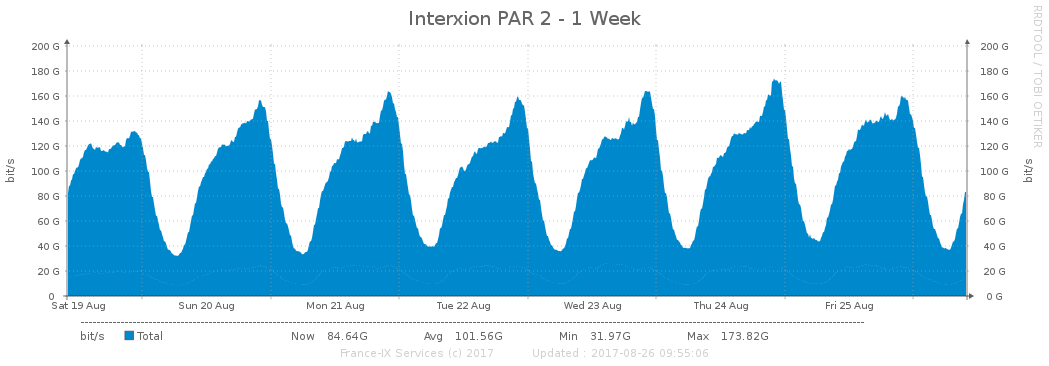 Interxion PAR 2 - 1 Week
RRDTOOL / TOBI OETIKER
200 G 200 G
180 G 180 G
160 G 160 G
140 G 140 G
120 G 120 G
100 G 100 G
80 G 80 G
60 G 60 G
40 G 40 G
20 G 20 G
0 0 G
bit/s bit/s
Sat 19 Aug Sun 20 Aug Mon 21 Aug Tue 22 Aug Wed 23 Aug Thu 24 Aug Fri 25 Aug
bit/s Total Now 84.64G Avg 101.56G Min 31.97G Max 173.82G
France-IX Services (c) 2017 Updated : 2017-08-26 09:55:06